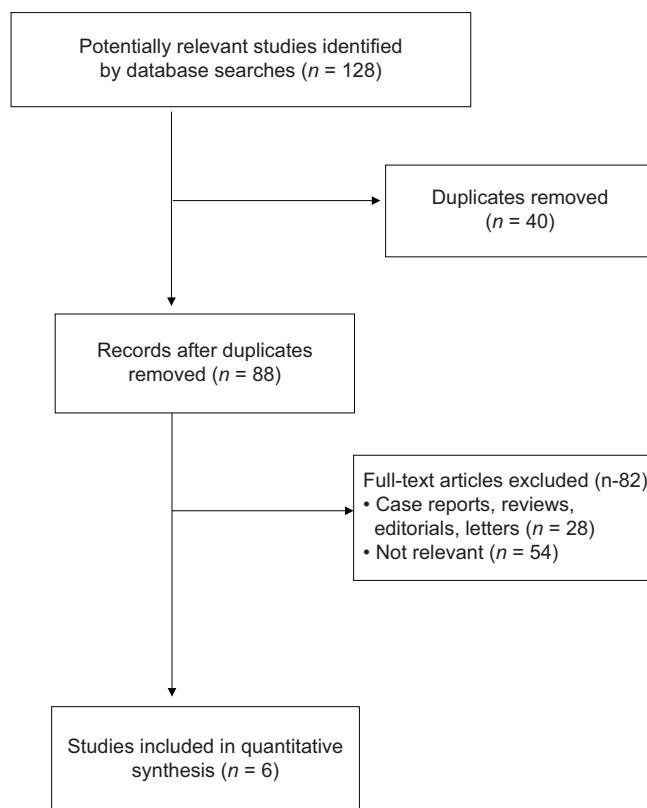 Potentially relevant studies identified
by database searches (n = 128)
Duplicates removed
(n = 40)
Records after duplicates
removed (n = 88)
Full-text articles excluded (n-82)
• Case reports, reviews,
editorials, letters (n = 28)
• Not relevant (n = 54)
Studies included in quantitative
synthesis (n = 6)